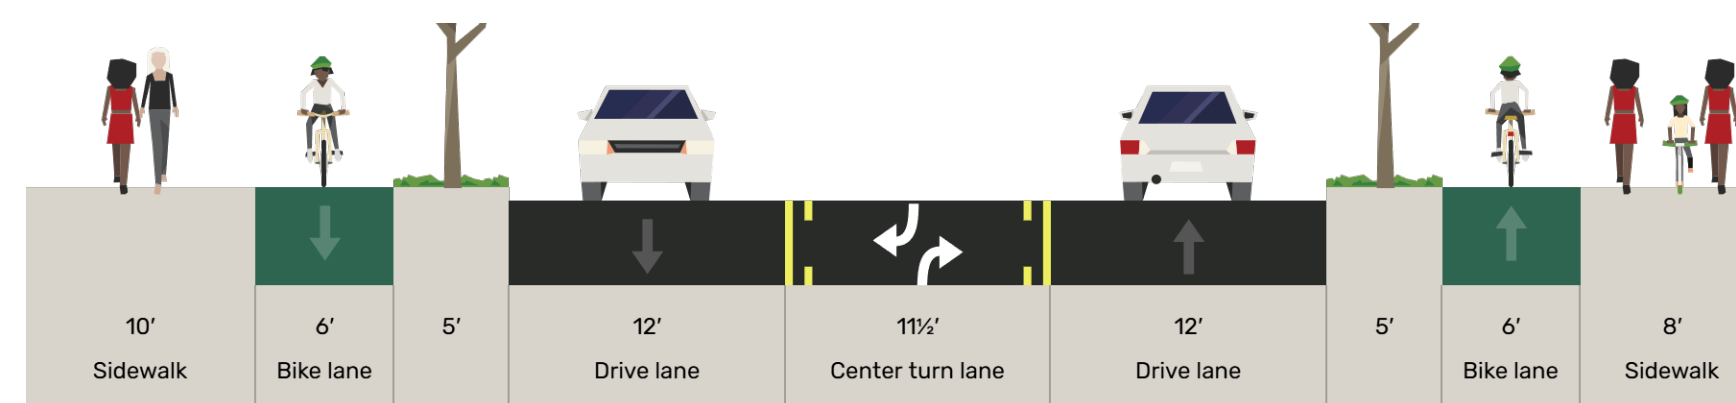 10′ 6′ 5′ 12′ 11½′ 12′ 5′ 6′ 8′
Sidewalk Bike lane Drive lane Center turn lane Drive lane Bike lane Sidewalk